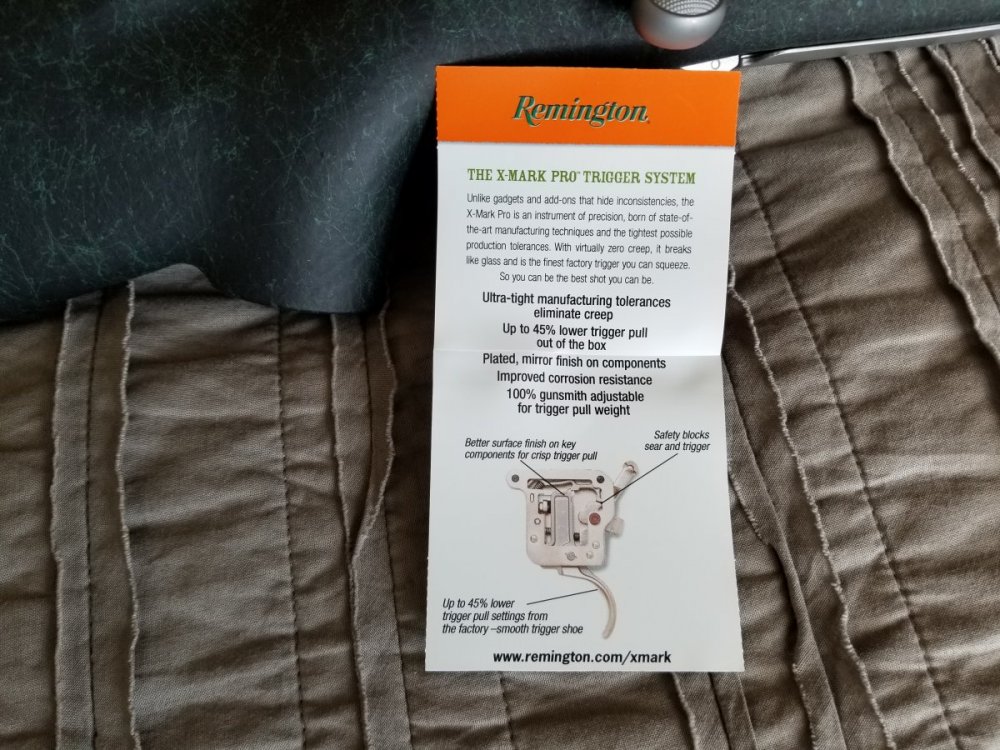 Remington
THE X-MARK PRO™ TRIGGER SYSTEM
Unlike gadgets and add-ons that hide inconsistencies, the
X-Mark Pro is an instrument of precision, born of state-of-
the-art manufacturing techniques and the tightest possible
production tolerances. With virtually zero creep, it breaks
like glass and is the finest factory trigger you can squeeze.
So you can be the best shot you can be.
Ultra-tight manufacturing tolerances
eliminate creep
Up to 45% lower trigger pull
out of the box
Plated, mirror finish on components
Improved corrosion resistance
100% gunsmith adjustable
for trigger pull weight
Better surface finish on key
components for crisp trigger pull
Safety blocks
sear and trigger
Up to 45% lower
trigger pull settings from
the factory –smooth trigger shoe
www.remington.com/xmark